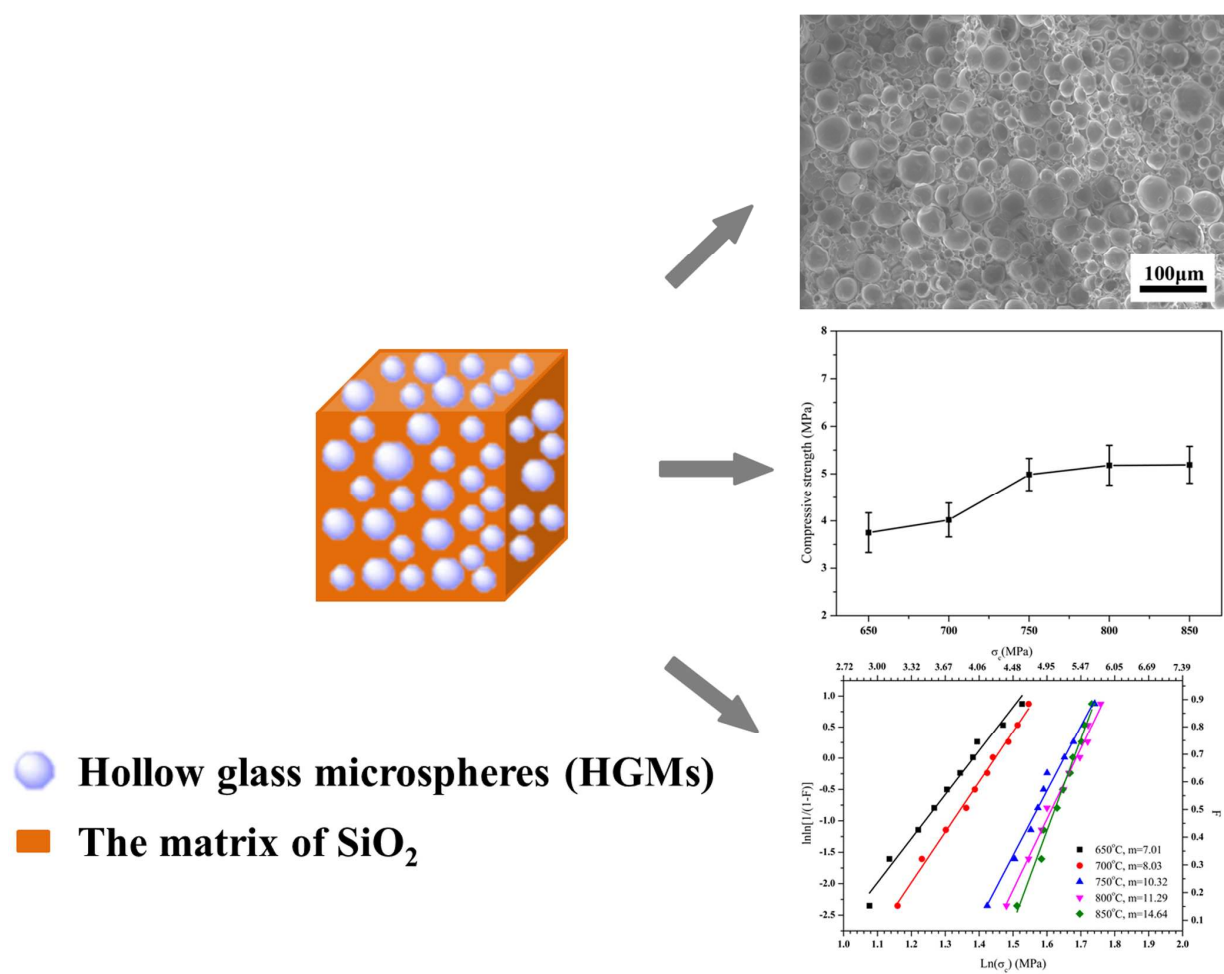 100μm
8
7
6
5
4
3
2
Compressive strength (MPa)
650 700 750 800 850
σc(MPa)
2.72 3.00 3.32 3.67 4.06 4.48 4.95 5.47 6.05 6.69 7.39
1.0
0.5
0.0
-0.5
-1.0
-1.5
-2.0
-2.5
lnln[1/(1-F)]
0.9
0.8
0.7
0.6
0.5
0.4
0.3
0.2
0.1
F
650°C, m=7.01
700°C, m=8.03
750°C, m=10.32
800°C, m=11.29
850°C, m=14.64
1.0 1.1 1.2 1.3 1.4 1.5 1.6 1.7 1.8 1.9 2.0
Ln(σc) (MPa)
Hollow glass microspheres (HGMs)
The matrix of SiO₂